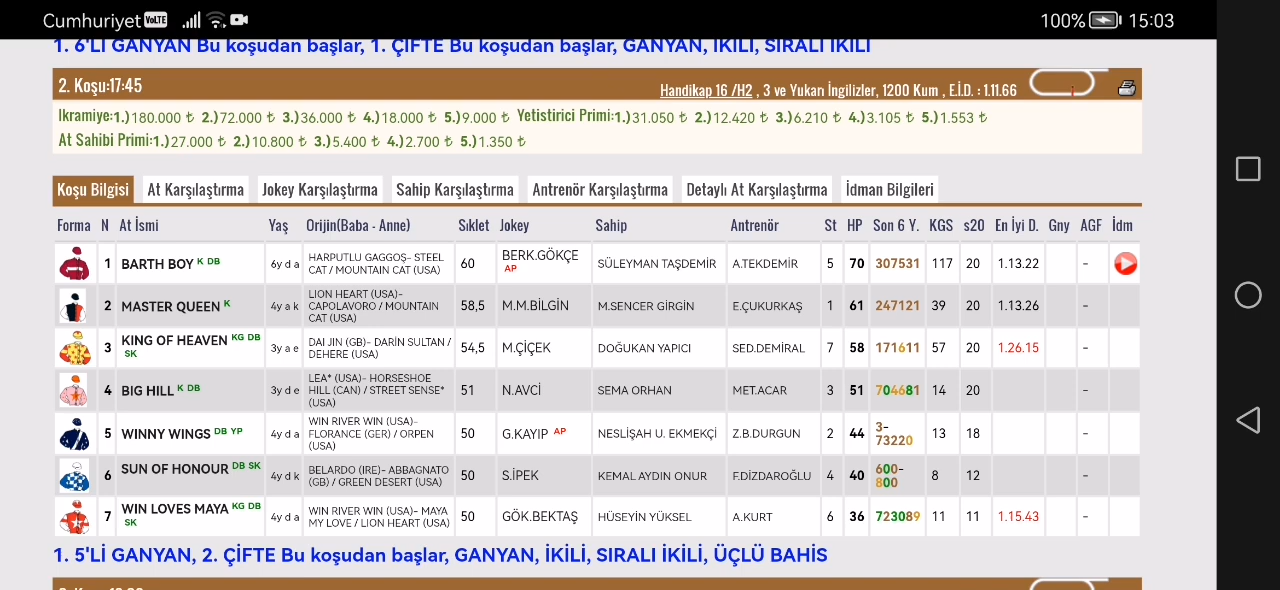 Cumhuriyet VoLTE 100% 15:03
1. 6'LI GANYAN Bu koşudan başlar, 1. ÇİFTE Bu koşudan başlar, GANYAN, İKİLİ, SIRALI İKİLİ
2. Koşu:17:45 Handikap 16 /H2 , 3 ve Yukarı İngilizler, 1200 Kum , E.İ.D. : 1.11.66
Ikramiye:1.)180.000 ₺ 2.)72.000 ₺ 3.)36.000 ₺ 4.)18.000 ₺ 5.)9.000 ₺ Yetistirici Primi:1.)31.050 ₺ 2.)12.420 ₺ 3.)6.210 ₺ 4.)3.105 ₺ 5.)1.553 ₺
At Sahibi Primi:1.)27.000 ₺ 2.)10.800 ₺ 3.)5.400 ₺ 4.)2.700 ₺ 5.)1.350 ₺
Koşu Bilgisi At Karşılaştırma Jokey Karşılaştırma Sahip Karşılaştırma Antrenör Karşılaştırma Detaylı At Karşılaştırma İdman Bilgileri
Forma N At İsmi Yaş Orijin(Baba - Anne) Sıklet Jokey Sahip Antrenör St HP Son 6 Y. KGS s20 En İyi D. Gny AGF İdm
1 BARTH BOY K DB 6y d a HARPUTLU GAGGOŞ- STEEL CAT / MOUNTAIN CAT (USA) 60 BERK.GÖKÇE AP SÜLEYMAN TAŞDEMİR A.TEKDEMİR 5 70 307531 117 20 1.13.22 -
2 MASTER QUEEN K 4y a k LION HEART (USA)- CAPOLAVORO / MOUNTAIN CAT (USA) 58,5 M.M.BİLGİN M.SENCER GİRGİN E.ÇUKURKAŞ 1 61 247121 39 20 1.13.26 -
3 KING OF HEAVEN KG DB SK 3y a e DAI JIN (GB)- DARİN SULTAN / DEHERE (USA) 54,5 M.ÇİÇEK DOĞUKAN YAPICI SED.DEMİRAL 7 58 171611 57 20 1.26.15 -
4 BIG HILL K DB 3y d e LEA* (USA)- HORSESHOE HILL (CAN) / STREET SENSE* (USA) 51 N.AVCİ SEMA ORHAN MET.ACAR 3 51 704681 14 20 -
5 WINNY WINGS DB YP 4y d a WIN RIVER WIN (USA)- FLORANCE (GER) / ORPEN (USA) 50 G.KAYIP AP NESLİŞAH U. EKMEKÇİ Z.B.DURGUN 2 44 3-73220 13 18 -
6 SUN OF HONOUR DB SK 4y d k BELARDO (IRE)- ABBAGNATO (GB) / GREEN DESERT (USA) 50 S.İPEK KEMAL AYDIN ONUR F.DİZDAROĞLU 4 40 600-800 8 12 -
7 WIN LOVES MAYA KG DB SK 4y d a WIN RIVER WIN (USA)- MAYA MY LOVE / LION HEART (USA) 50 GÖK.BEKTAŞ HÜSEYİN YÜKSEL A.KURT 6 36 723089 11 11 1.15.43 -
1. 5'Lİ GANYAN, 2. ÇİFTE Bu koşudan başlar, GANYAN, İKİLİ, SIRALI İKİLİ, ÜÇLÜ BAHİS